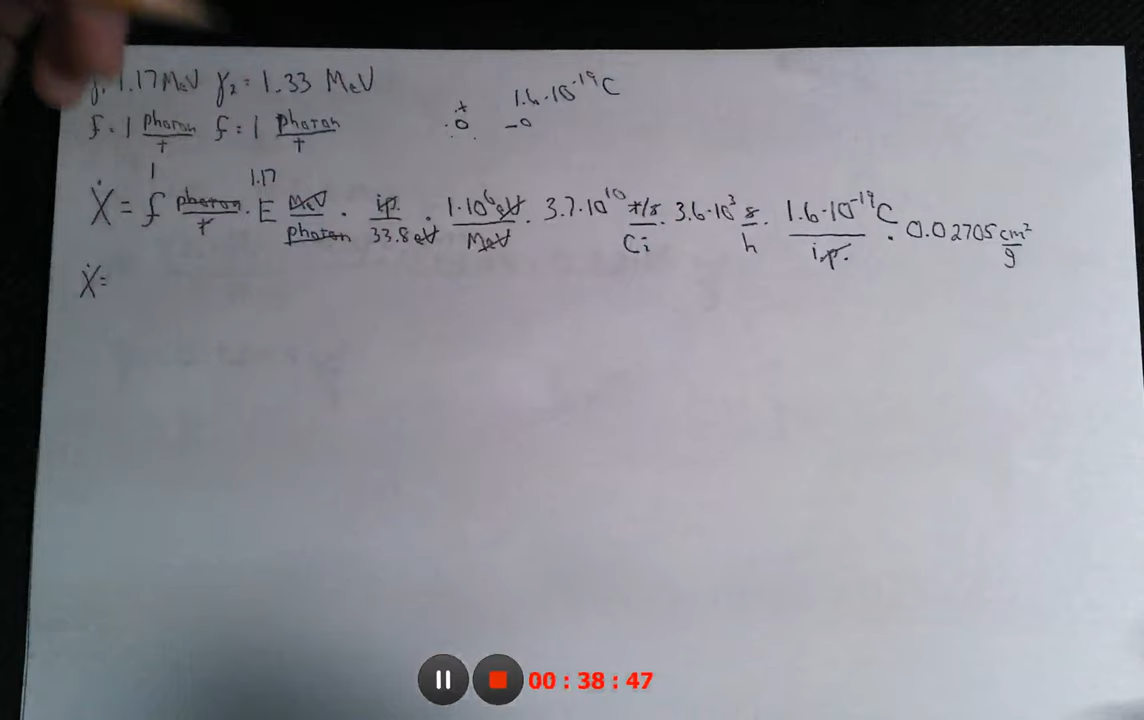 γ₁ 1.17 MeV γ₂ = 1.33 MeV
1.6·10⁻¹⁹ C
f = 1 photon/t f = 1 photon/t
+
0 -0
1 1.17
Ẋ = f photon/t · E MeV/photon · i.p./33.8 eV · 1·10⁶ eV/MeV · 3.7·10¹⁰ t/s/Ci · 3.6·10³ s/h · 1.6·10⁻¹⁹ C/i.p. · 0.02705 cm²/g
Ẋ =
00 : 38 : 47